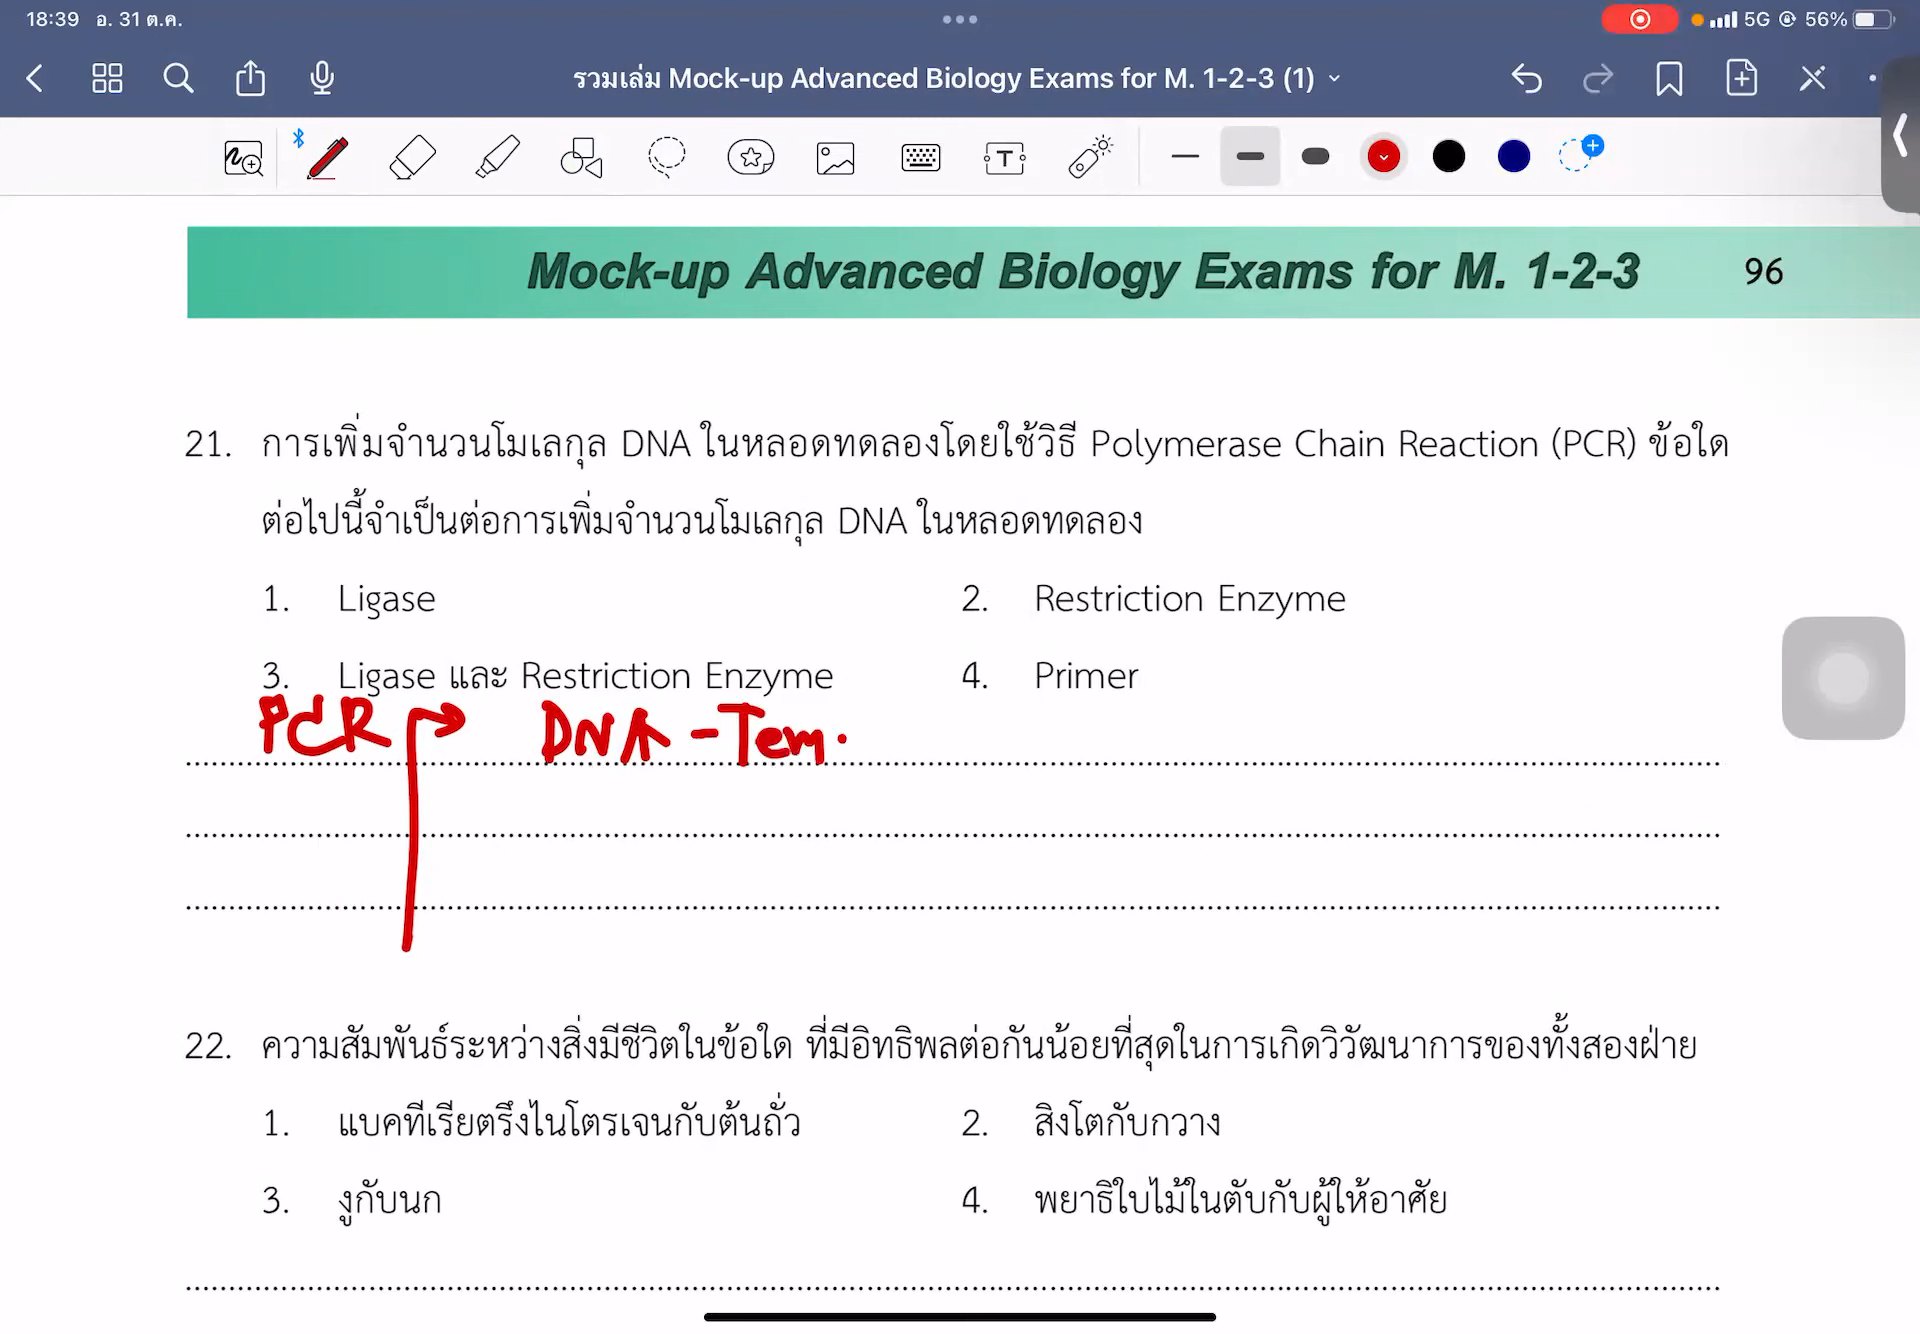 18:39 อ. 31 ต.ค. 5G 56%
รวมเล่ม Mock-up Advanced Biology Exams for M. 1-2-3 (1)
Mock-up Advanced Biology Exams for M. 1-2-3 96
21. การเพิ่มจำนวนโมเลกุล DNA ในหลอดทดลองโดยใช้วิธี Polymerase Chain Reaction (PCR) ข้อใด
ต่อไปนี้จำเป็นต่อการเพิ่มจำนวนโมเลกุล DNA ในหลอดทดลอง
1. Ligase 2. Restriction Enzyme
3. Ligase และ Restriction Enzyme 4. Primer
PCR DNA - Tem.
22. ความสัมพันธ์ระหว่างสิ่งมีชีวิตในข้อใด ที่มีอิทธิพลต่อกันน้อยที่สุดในการเกิดวิวัฒนาการของทั้งสองฝ่าย
1. แบคทีเรียตรึงไนโตรเจนกับต้นถั่ว 2. สิงโตกับกวาง
3. งูกับนก 4. พยาธิใบไม้ในตับกับผู้ให้อาศัย